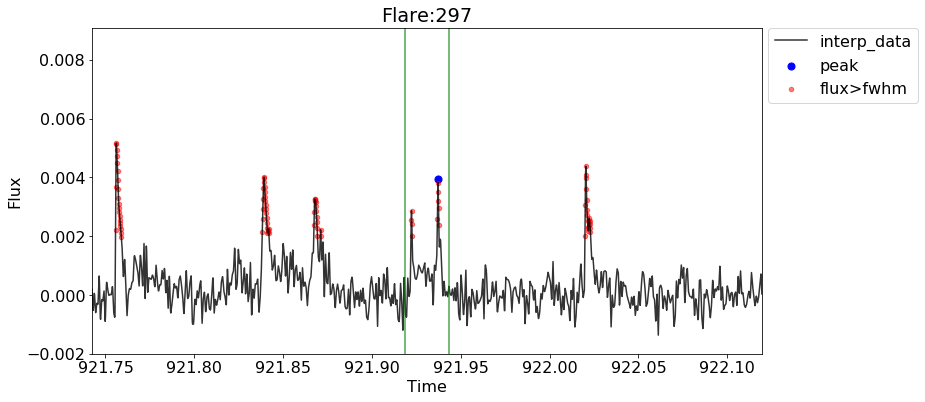 Flare:297
interp_data
peak
flux>fwhm
Flux
0.008
0.006
0.004
0.002
0.000
−0.002
921.75 921.80 921.85 921.90 921.95 922.00 922.05 922.10
Time